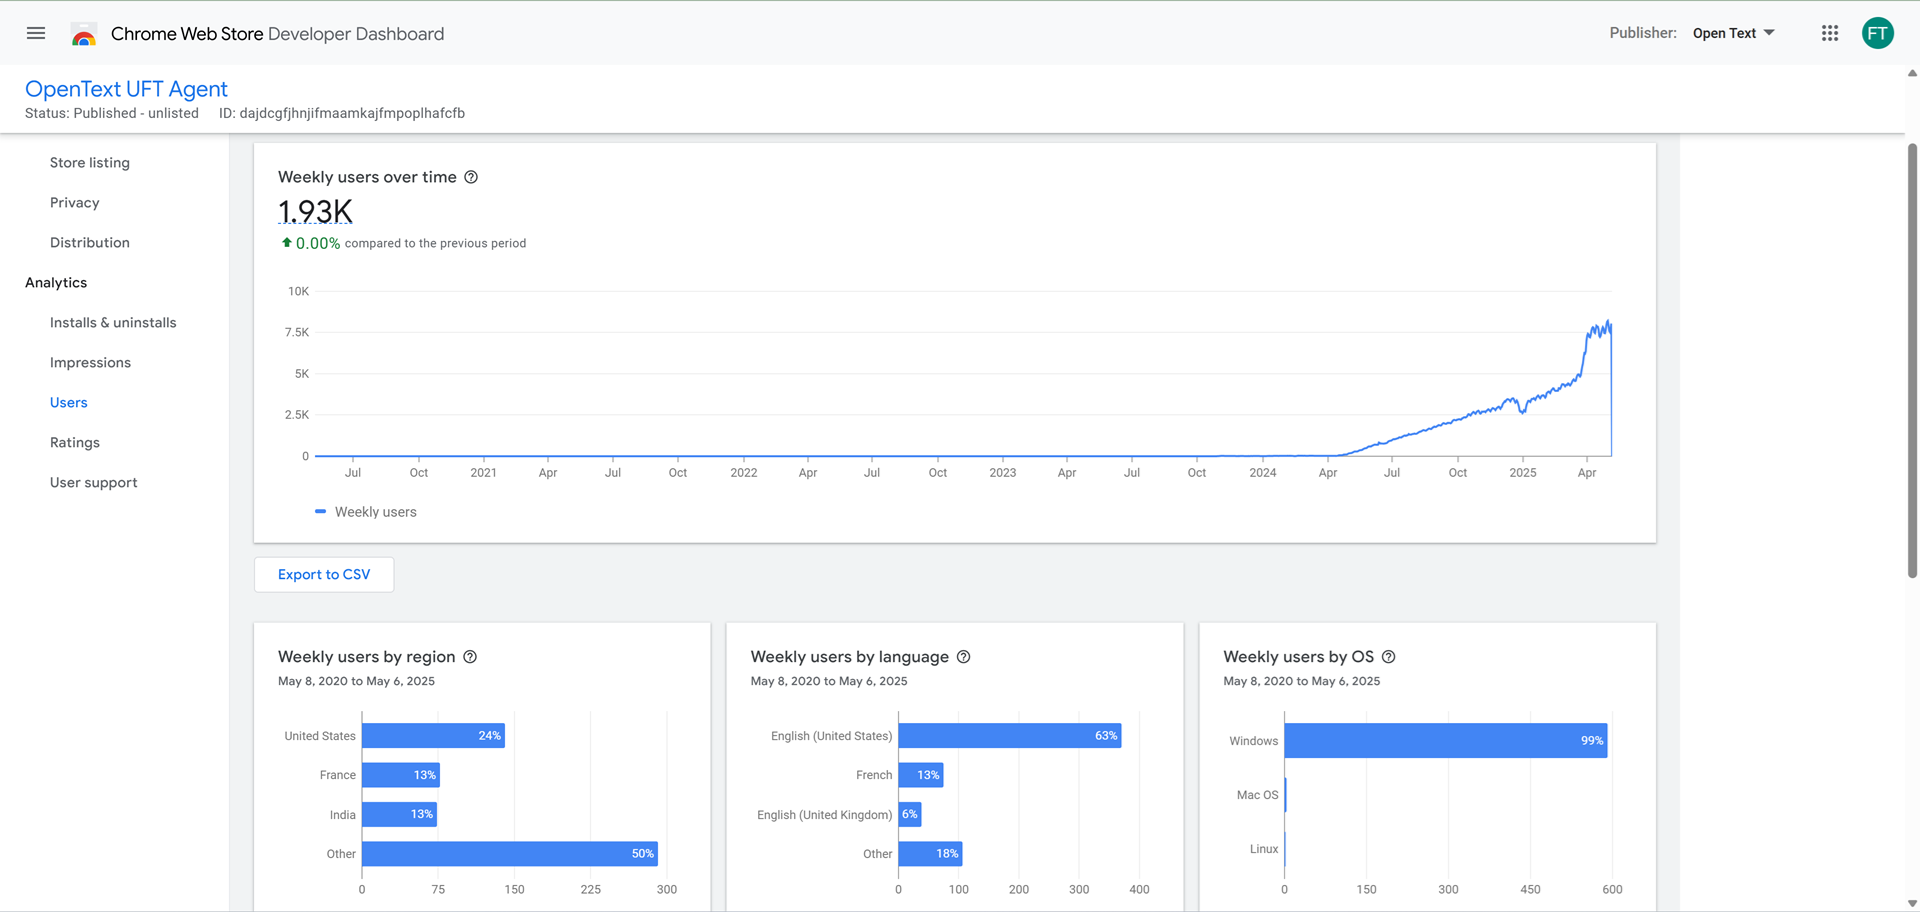 Chrome Web Store Developer Dashboard
Publisher: Open Text
FT
OpenText UFT Agent
Status: Published - unlisted ID: dajdcgfjhnjifmaamkajfmpoplhafcfb
Store listing
Privacy
Distribution
Analytics
Installs & uninstalls
Impressions
Users
Ratings
User support
Weekly users over time
1.93K
0.00% compared to the previous period
10K
7.5K
5K
2.5K
0
Jul Oct 2021 Apr Jul Oct 2022 Apr Jul Oct 2023 Apr Jul Oct 2024 Apr Jul Oct 2025 Apr
Weekly users
Export to CSV
Weekly users by region
May 8, 2020 to May 6, 2025
United States 24%
France 13%
India 13%
Other 50%
0 75 150 225 300
Weekly users by language
May 8, 2020 to May 6, 2025
English (United States) 63%
French 13%
English (United Kingdom) 6%
Other 18%
0 100 200 300 400
Weekly users by OS
May 8, 2020 to May 6, 2025
Windows 99%
Mac OS
Linux
0 150 300 450 600